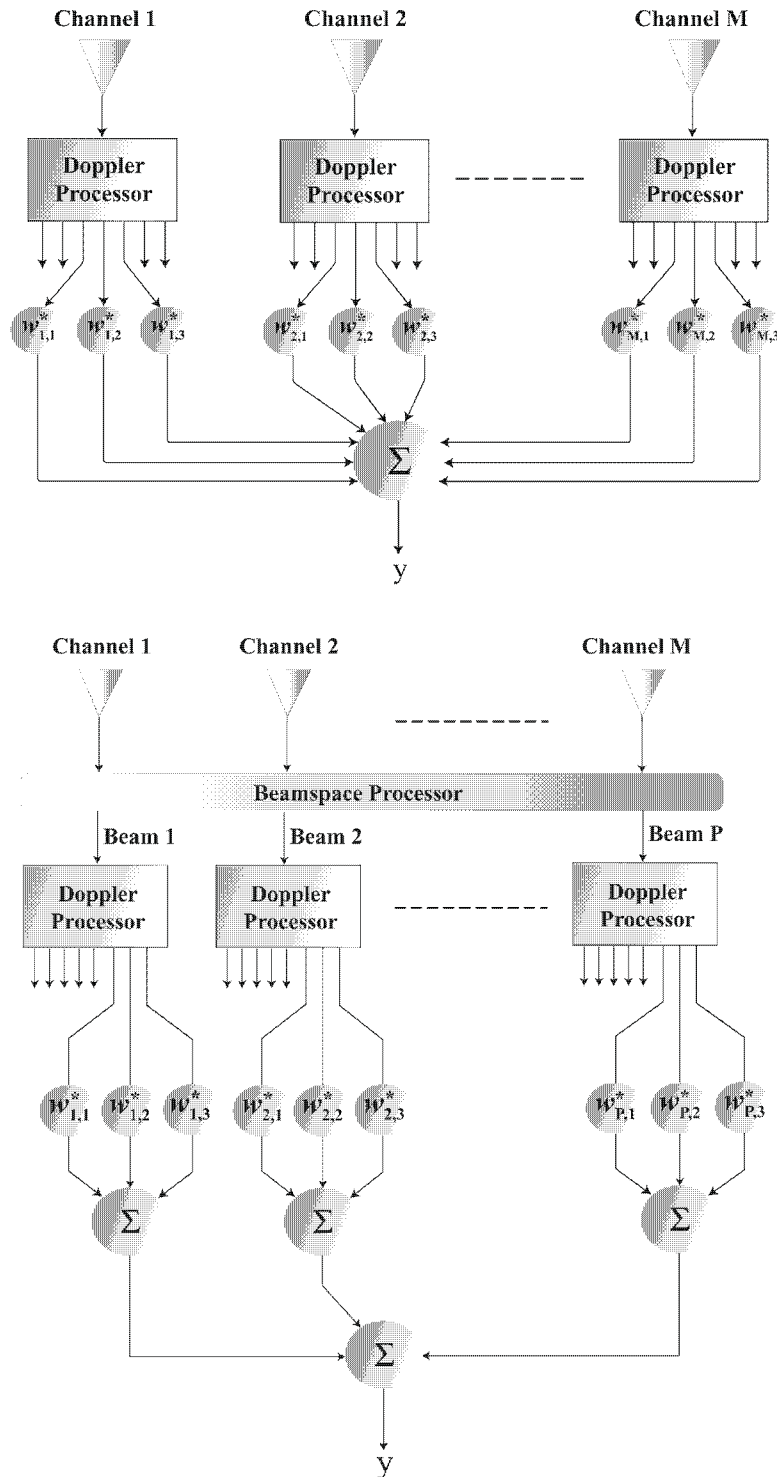 Channel 1 Channel 2 Channel M
Doppler Processor Doppler Processor Doppler Processor
w*1,1 w*1,2 w*1,3 w*2,1 w*2,2 w*2,3 w*M,1 w*M,2 w*M,3
Σ
y
Channel 1 Channel 2 Channel M
Beamspace Processor
Beam 1 Beam 2 Beam P
Doppler Processor Doppler Processor Doppler Processor
w*1,1 w*1,2 w*1,3 w*2,1 w*2,2 w*2,3 w*P,1 w*P,2 w*P,3
Σ Σ Σ
Σ
y